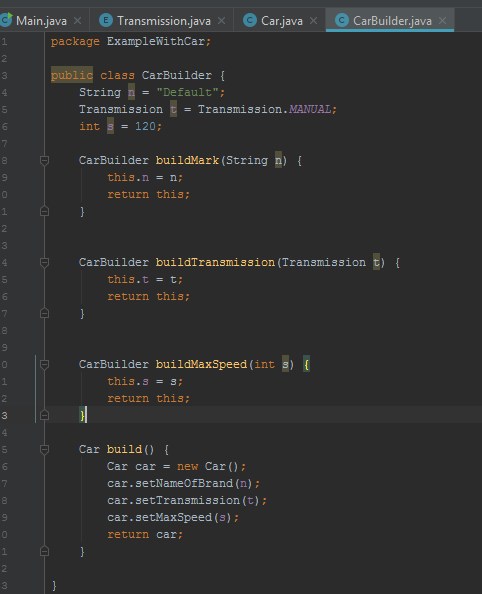 Main.java Transmission.java Car.java CarBuilder.java
1 package ExampleWithCar;
2
3 public class CarBuilder {
4 String n = "Default";
5 Transmission t = Transmission.MANUAL;
6 int s = 120;
7
8 CarBuilder buildMark(String n) {
9 this.n = n;
0 return this;
1 }
2
3
4 CarBuilder buildTransmission(Transmission t) {
5 this.t = t;
6 return this;
7 }
8
9
0 CarBuilder buildMaxSpeed(int s) {
1 this.s = s;
2 return this;
3 }
4
5 Car build() {
6 Car car = new Car();
7 car.setNameOfBrand(n);
8 car.setTransmission(t);
9 car.setMaxSpeed(s);
0 return car;
1 }
2
3 }